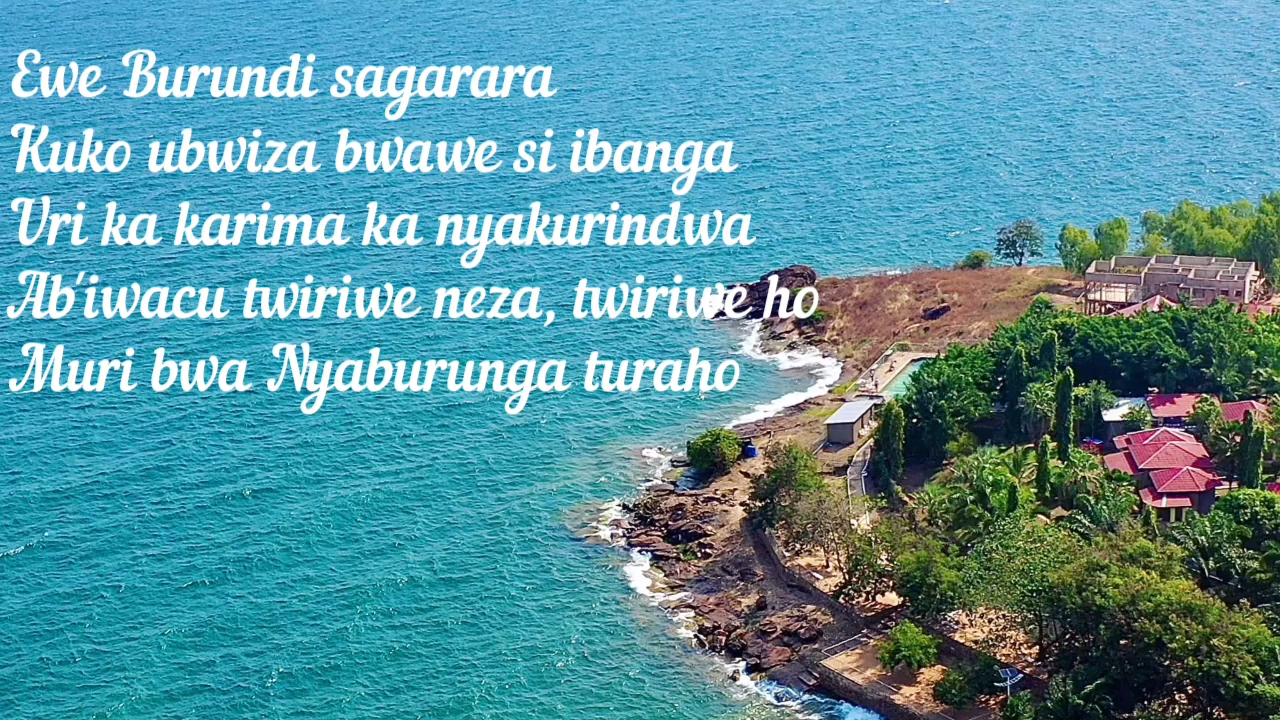 Ewe Burundi sagarara
Kuko ubwiza bwawe si ibanga
Uri ka karima ka nyakurindwa
Ab'iwacu twiriwe neza, twiriwe ho
Muri bwa Nyaburunga turaho